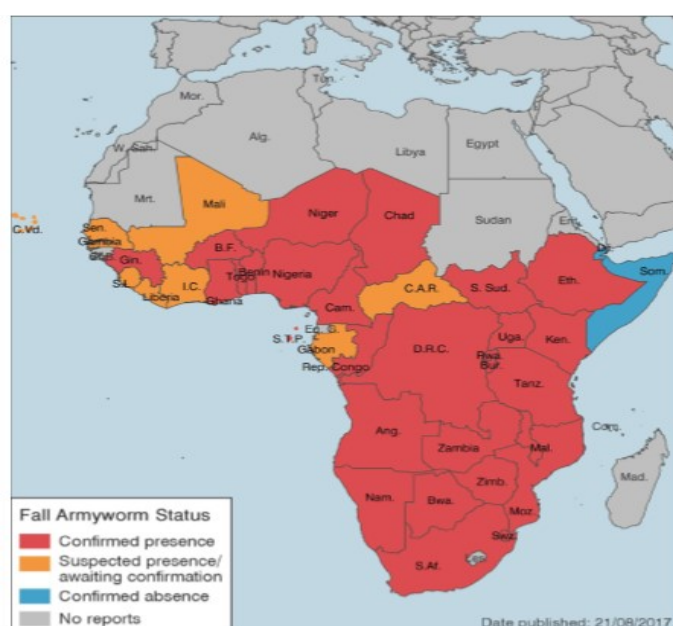 Tun.
Mor.
Alg.
Libya
Egypt
W. Sah.
Mrt.
Mali
Niger
Chad
Sudan
Eri.
C.Vd.
Sen.
Gambia
B.F.
Gin.
Benin
Nigeria
Togo
Ghana
S.L.
Liberia
I.C.
C.A.R.
S. Sud.
Eth.
Som.
Cam.
Eq. G.
S.T.P.
Gabon
Rep. Congo
D.R.C.
Uga.
Ken.
Rwa.
Bur.
Tanz.
Com.
Ang.
Zambia
Mal.
Mad.
Nam.
Bwa.
Zimb.
Moz.
Swz.
S.Af.
Les.
Fall Armyworm Status
Confirmed presence
Suspected presence/
awaiting confirmation
Confirmed absence
No reports
Date published: 21/08/2017